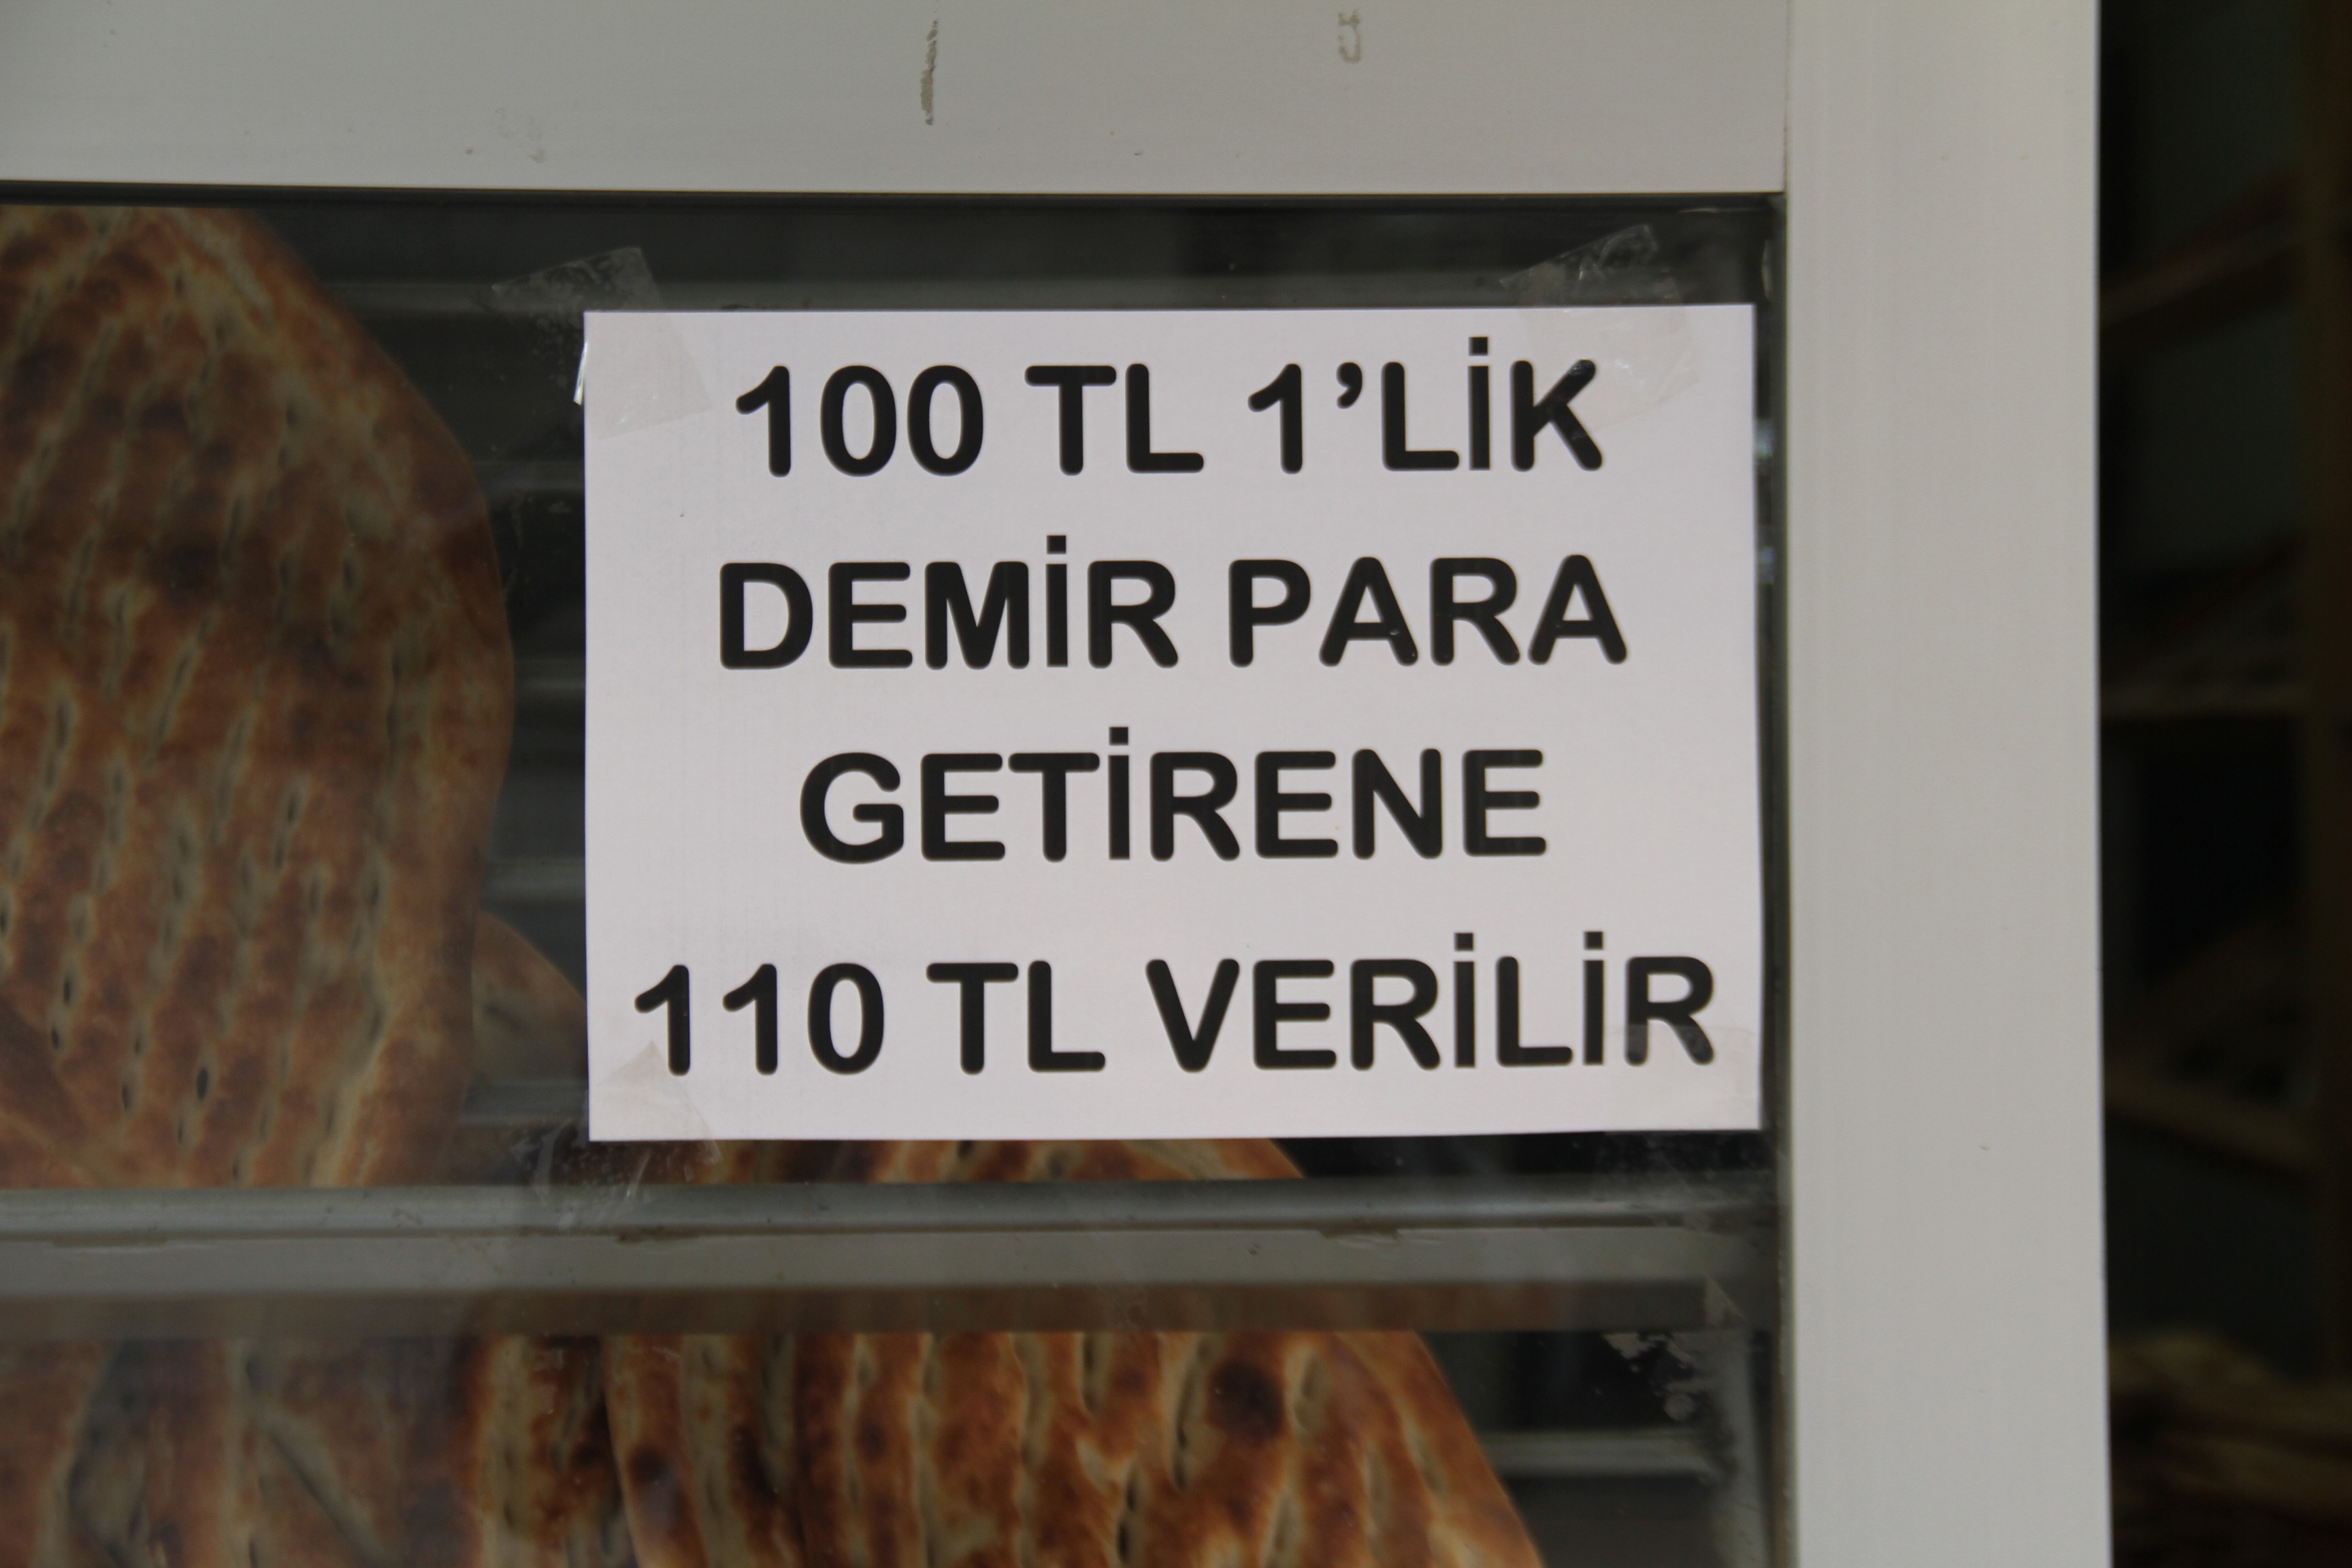 100 TL 1’LİK
DEMİR PARA
GETİRENE
110 TL VERİLİR